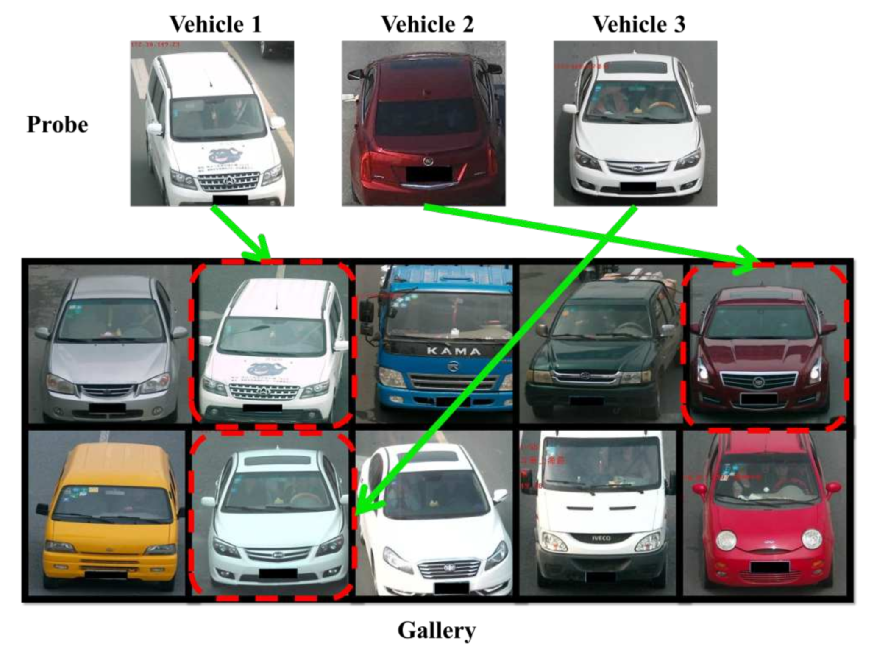 Vehicle 1
Vehicle 2
Vehicle 3
Probe
KAMA
IVECO
Gallery